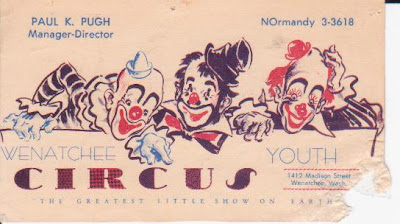 PAUL K. PUGH
Manager-Director
NOrmandy 3-3618
WENATCHEE YOUTH
CIRCUS
1412 Madison Street
Wenatchee, Wash.
THE GREATEST LITTLE SHOW ON EARTH